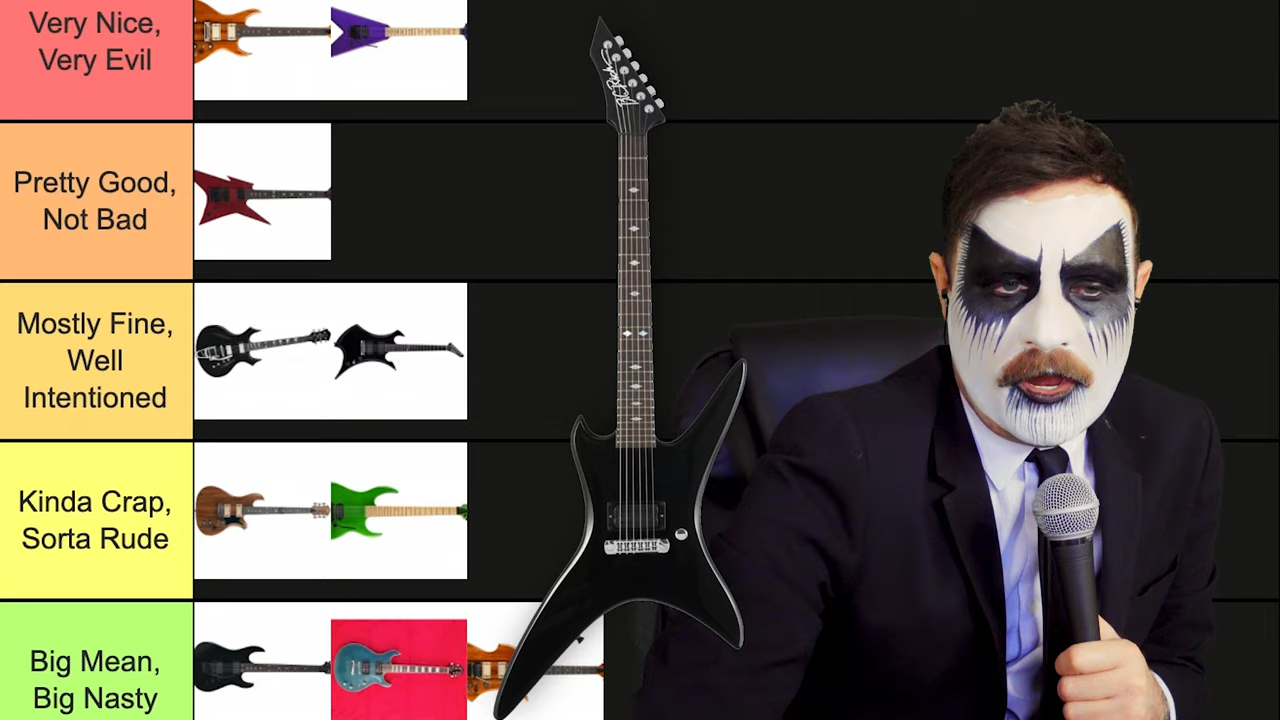 Very Nice,
Very Evil
Pretty Good,
Not Bad
Mostly Fine,
Well
Intentioned
Kinda Crap,
Sorta Rude
Big Mean,
Big Nasty
B.C. Rich